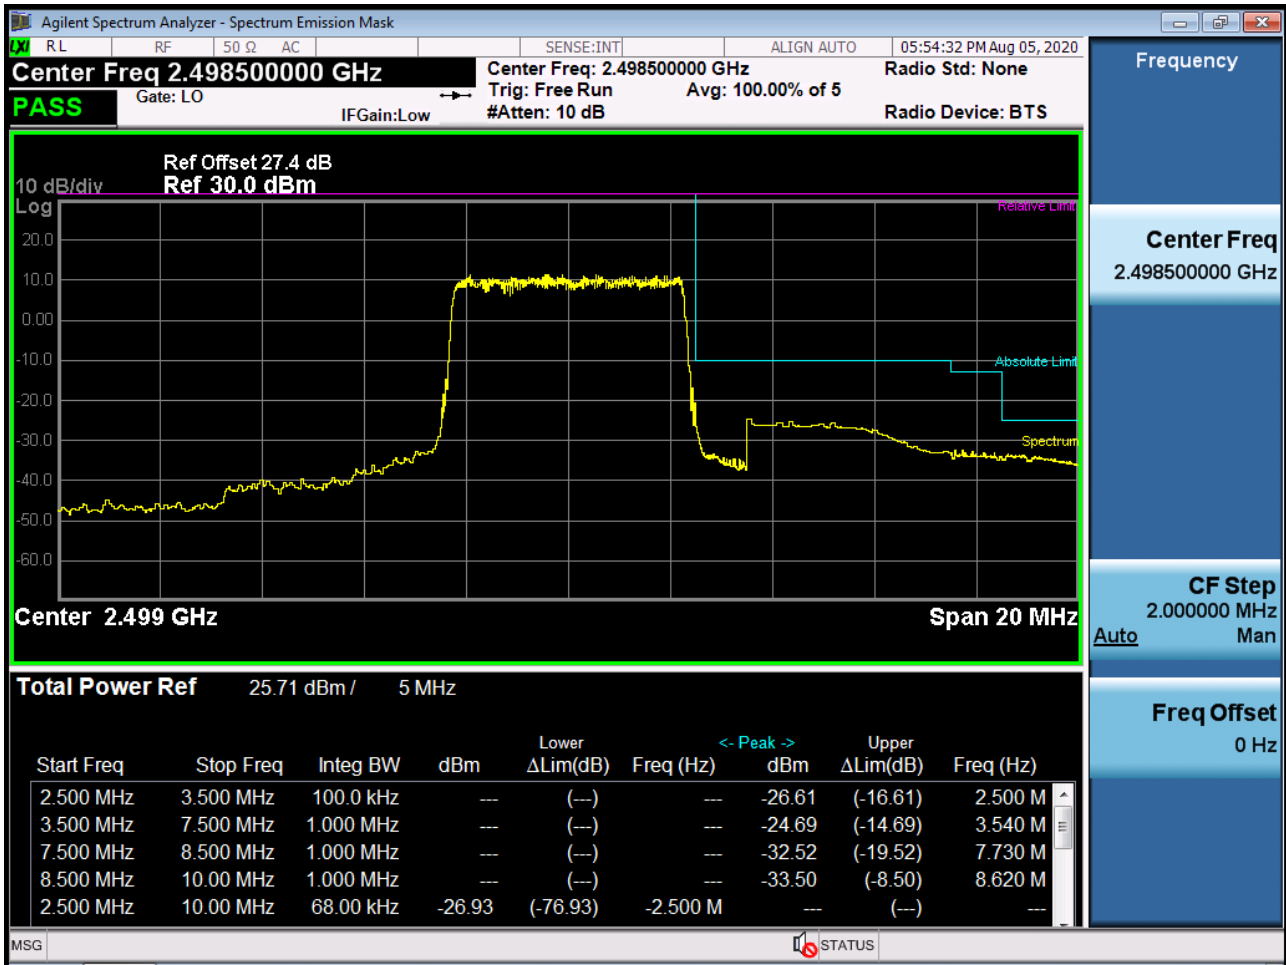 Agilent Spectrum Analyzer - Spectrum Emission Mask
LXI RL RF 50 Ω AC SENSE:INT ALIGN AUTO 05:54:32 PM Aug 05, 2020
Center Freq 2.498500000 GHz
Center Freq: 2.498500000 GHz Radio Std: None
PASS Gate: LO Trig: Free Run Avg: 100.00% of 5
IFGain:Low #Atten: 10 dB Radio Device: BTS
Ref Offset 27.4 dB
10 dB/div Ref 30.0 dBm
Log
Relative Limit
20.0
10.0
0.00
-10.0
Absolute Limit
-20.0
-30.0
Spectrum
-40.0
-50.0
-60.0
Center 2.499 GHz Span 20 MHz
Total Power Ref 25.71 dBm / 5 MHz
Lower <- Peak -> Upper
Start Freq Stop Freq Integ BW dBm ΔLim(dB) Freq (Hz) dBm ΔLim(dB) Freq (Hz)
2.500 MHz 3.500 MHz 100.0 kHz --- (---) --- -26.61 (-16.61) 2.500 M
3.500 MHz 7.500 MHz 1.000 MHz --- (---) --- -24.69 (-14.69) 3.540 M
7.500 MHz 8.500 MHz 1.000 MHz --- (---) --- -32.52 (-19.52) 7.730 M
8.500 MHz 10.00 MHz 1.000 MHz --- (---) --- -33.50 (-8.50) 8.620 M
2.500 MHz 10.00 MHz 68.00 kHz -26.93 (-76.93) -2.500 M --- (---) ---
MSG STATUS
Frequency
Center Freq
2.498500000 GHz
CF Step
2.000000 MHz
Auto Man
Freq Offset
0 Hz